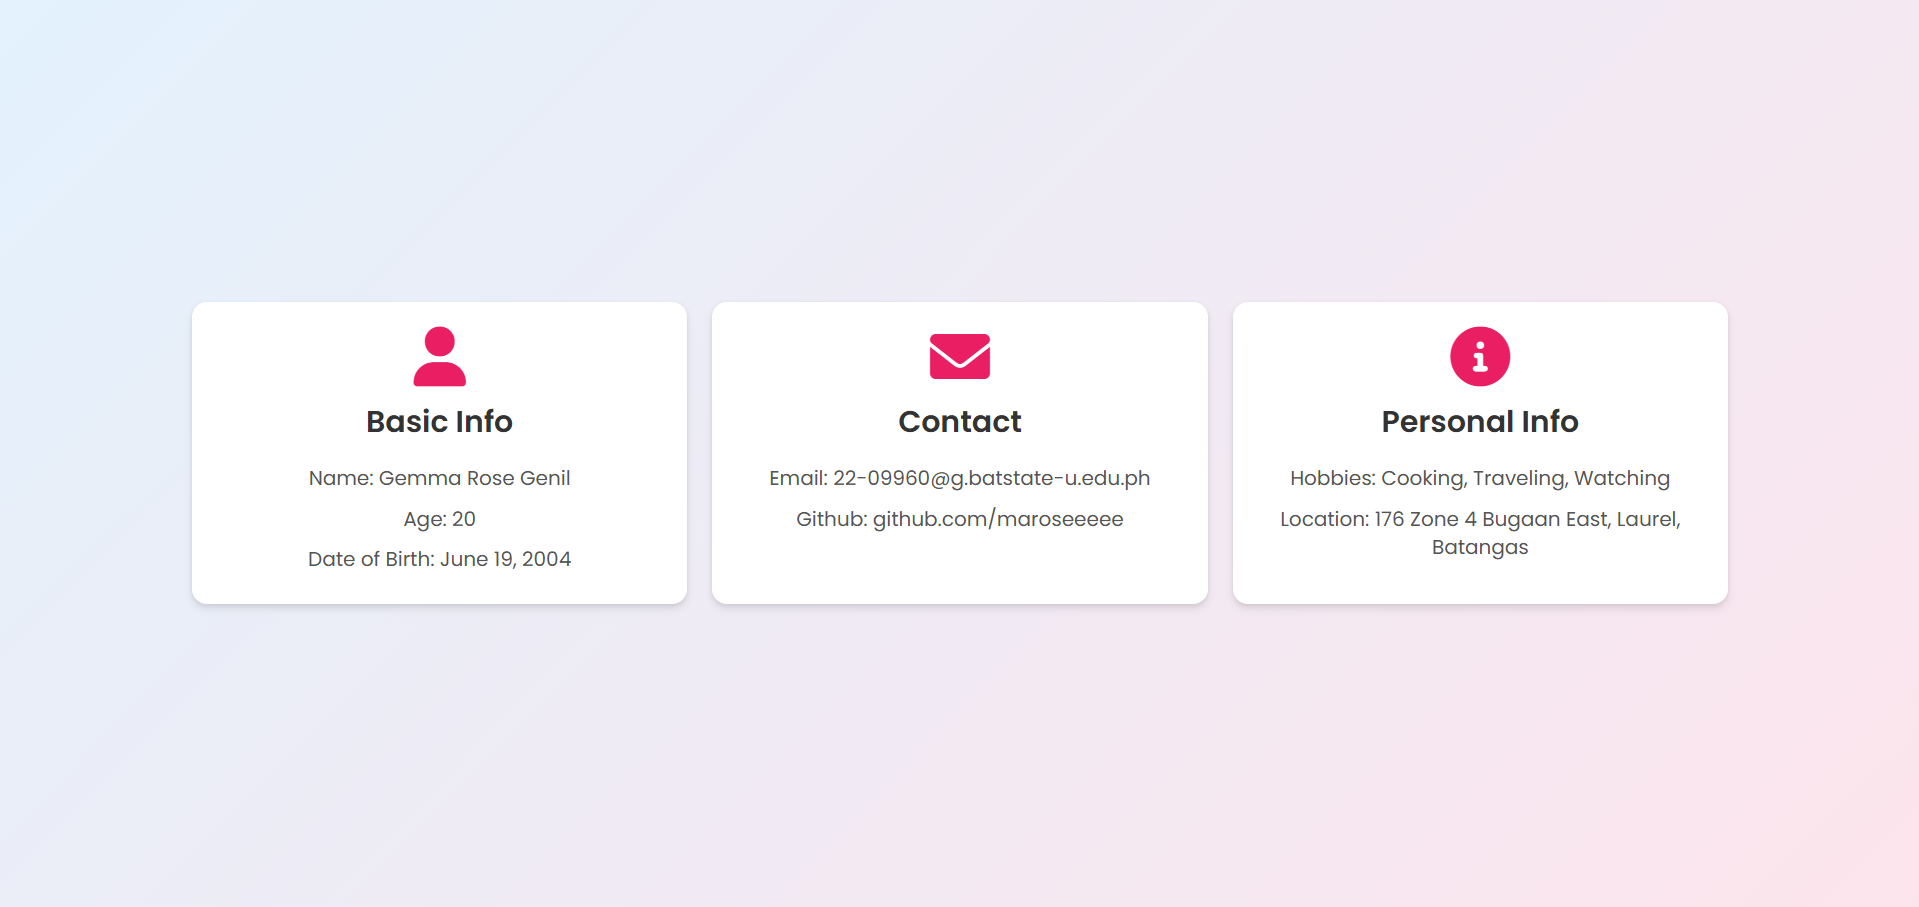 Basic Info
Name: Gemma Rose Genil
Age: 20
Date of Birth: June 19, 2004
Contact
Email: 22-09960@g.batstate-u.edu.ph
Github: github.com/maroseeeee
Personal Info
Hobbies: Cooking, Traveling, Watching
Location: 176 Zone 4 Bugaan East, Laurel,
Batangas